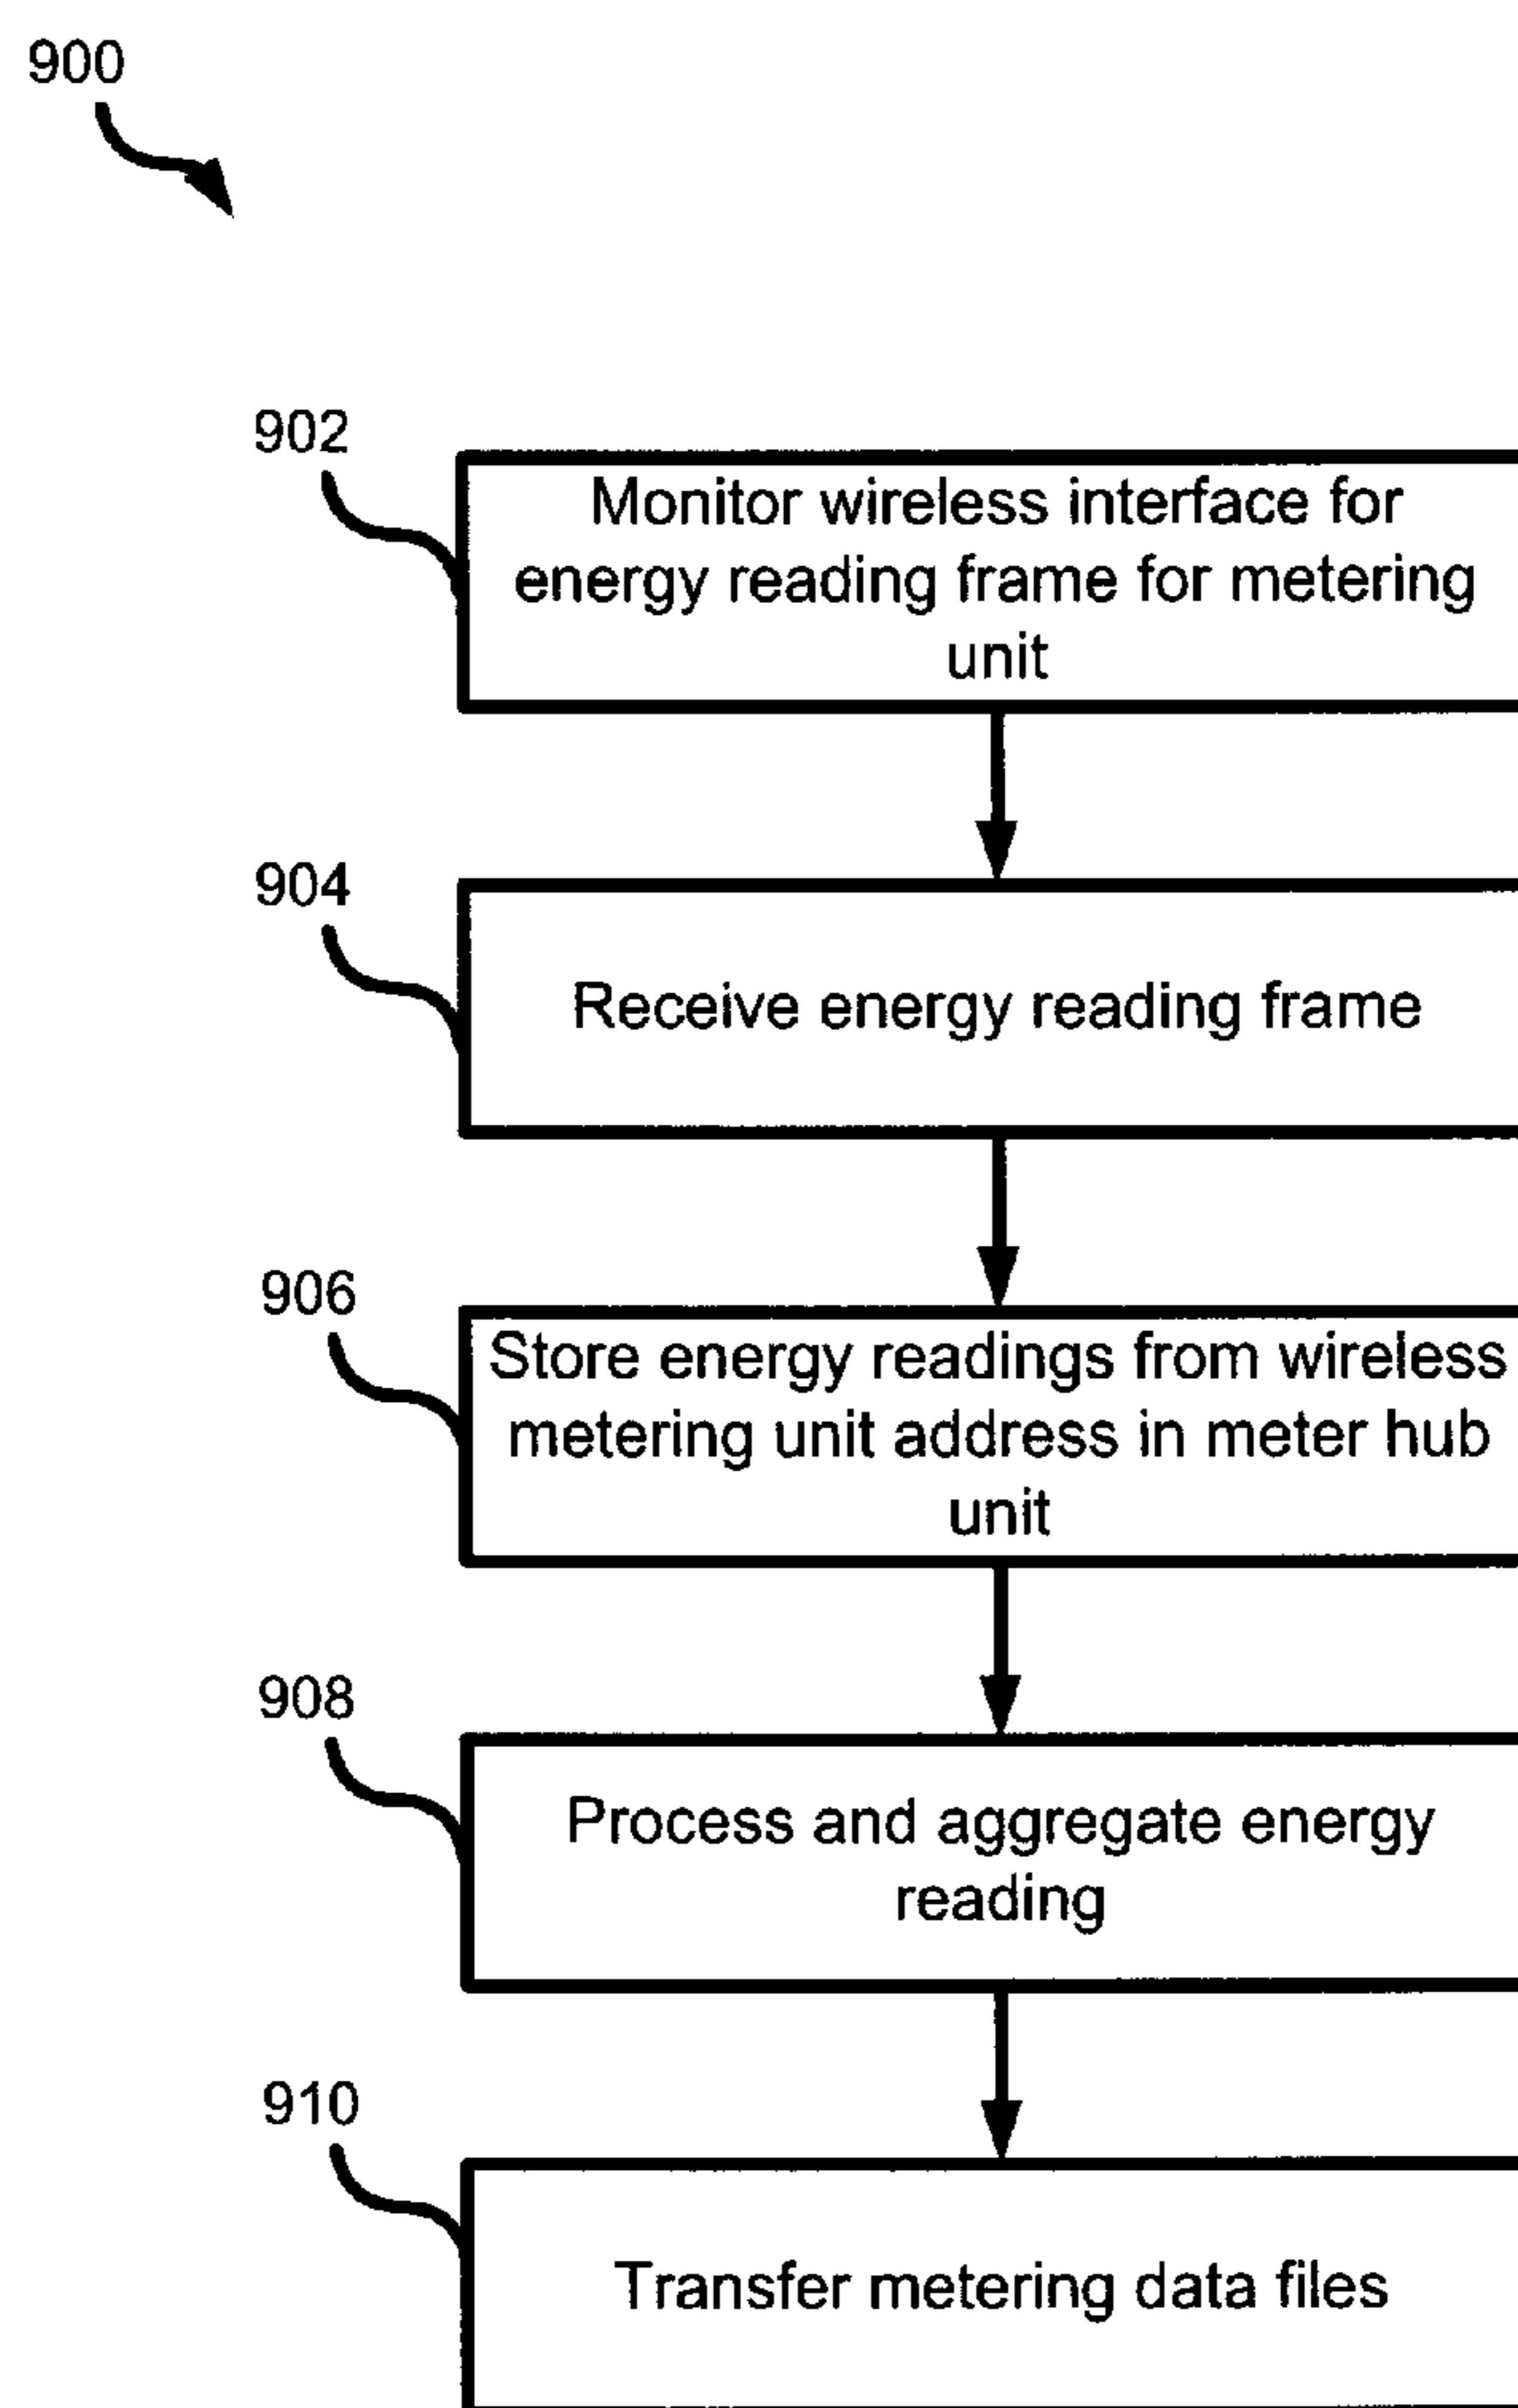 900
902
Monitor wireless interface for
energy reading frame for metering
unit
904
Receive energy reading frame
906
Store energy readings from wireless
metering unit address in meter hub
unit
908
Process and aggregate energy
reading
910
Transfer metering data files